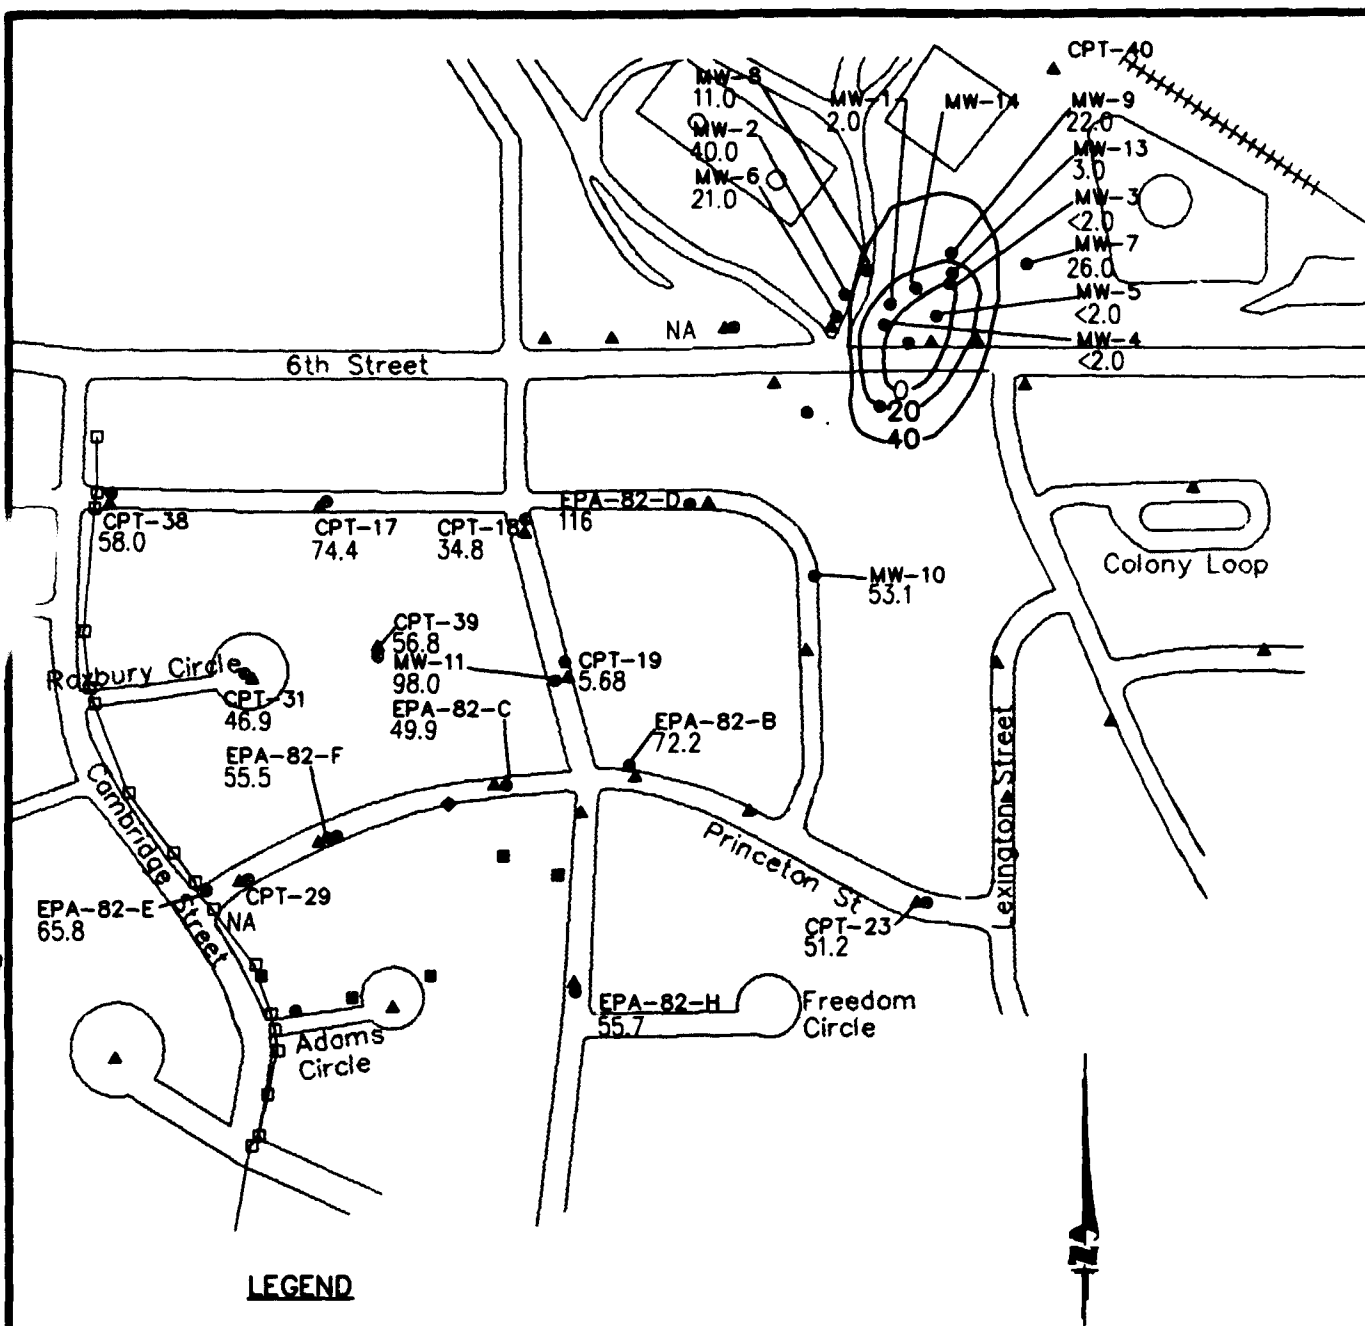 CPT-40
MW-8
11.0
MW-1
2.0
MW-14
MW-9
22.0
MW-2
40.0
MW-13
3.0
MW-6
21.0
MW-3
<2.0
MW-7
26.0
MW-5
<2.0
NA
MW-4
<2.0
6th Street
0
20
40
EPA-82-D
116
CPT-38
58.0
CPT-17
74.4
CPT-18
34.8
Colony Loop
MW-10
53.1
CPT-39
56.8
MW-11
98.0
CPT-19
5.68
Roxbury Circle
CPT-31
46.9
EPA-82-C
49.9
EPA-82-B
72.2
EPA-82-F
55.5
Lexington Street
Cambridge Street
Princeton St
CPT-29
NA
EPA-82-E
65.8
CPT-23
51.2
EPA-82-H
55.7
Freedom
Circle
Adams
Circle
N
LEGEND